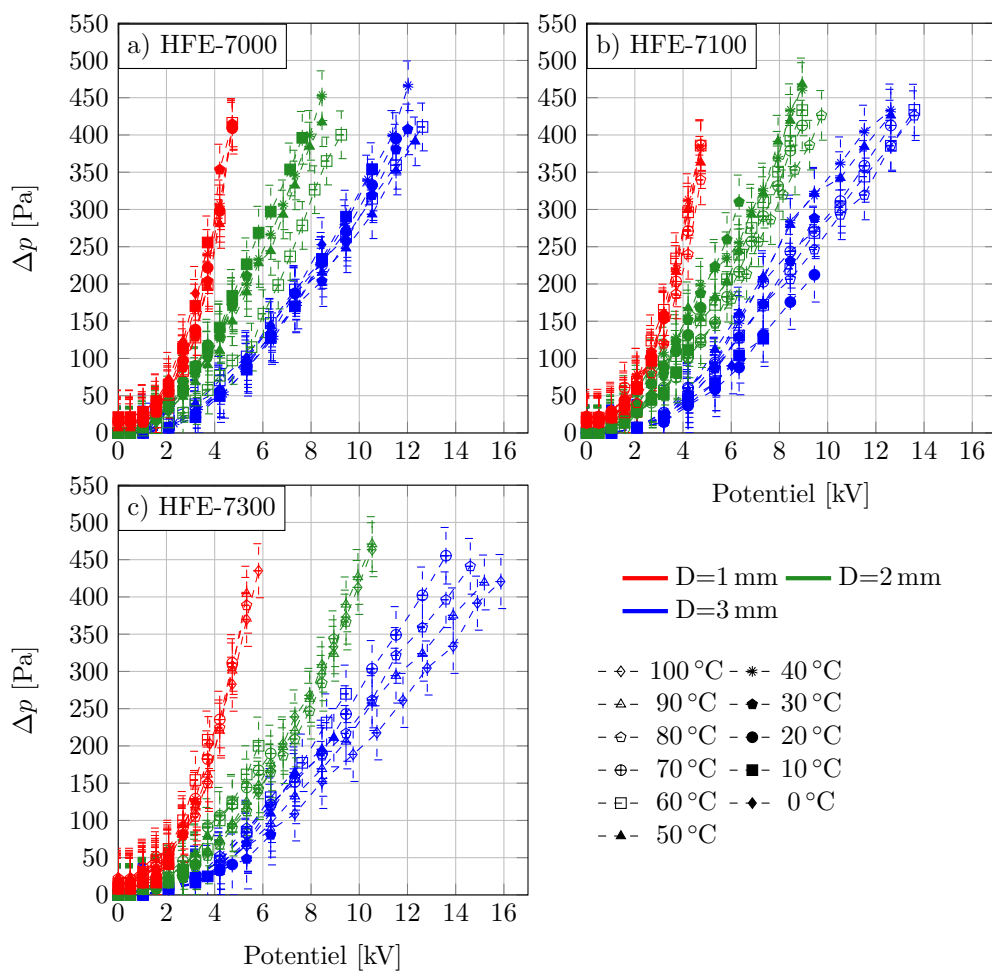 a) HFE-7000
550
500
450
400
350
300
250
200
150
100
50
0
Δp [Pa]
0 2 4 6 8 10 12 14 16
b) HFE-7100
550
500
450
400
350
300
250
200
150
100
50
0
0 2 4 6 8 10 12 14 16
Potentiel [kV]
c) HFE-7300
550
500
450
400
350
300
250
200
150
100
50
0
Δp [Pa]
0 2 4 6 8 10 12 14 16
Potentiel [kV]
D=1 mm D=2 mm
D=3 mm
100 °C 40 °C
90 °C 30 °C
80 °C 20 °C
70 °C 10 °C
60 °C 0 °C
50 °C